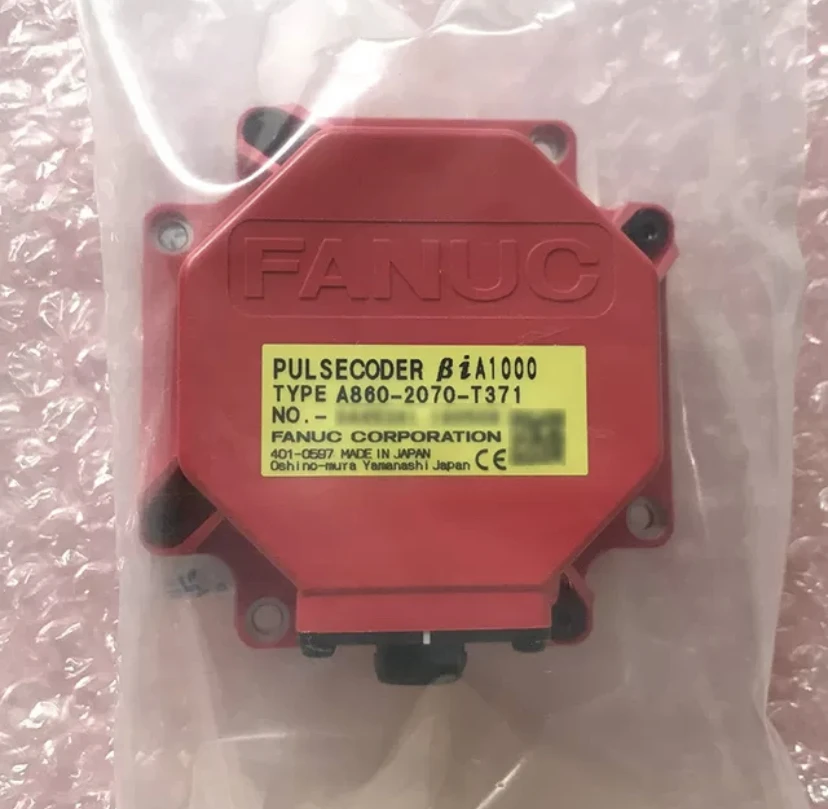 FANUC
PULSECODER βiA1000
TYPE A860-2070-T371
NO.-
FANUC CORPORATION
401-0597 MADE IN JAPAN
Oshino-mura Yamanashi Japan CE